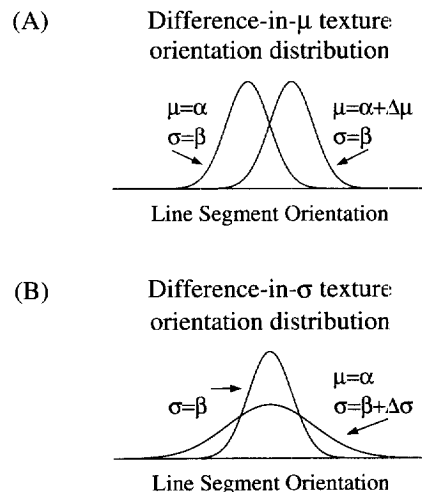 (A)
Difference-in-μ texture
orientation distribution
μ=α
σ=β
μ=α+Δμ
σ=β
Line Segment Orientation
(B)
Difference-in-σ texture
orientation distribution
σ=β
μ=α
σ=β+Δσ
Line Segment Orientation